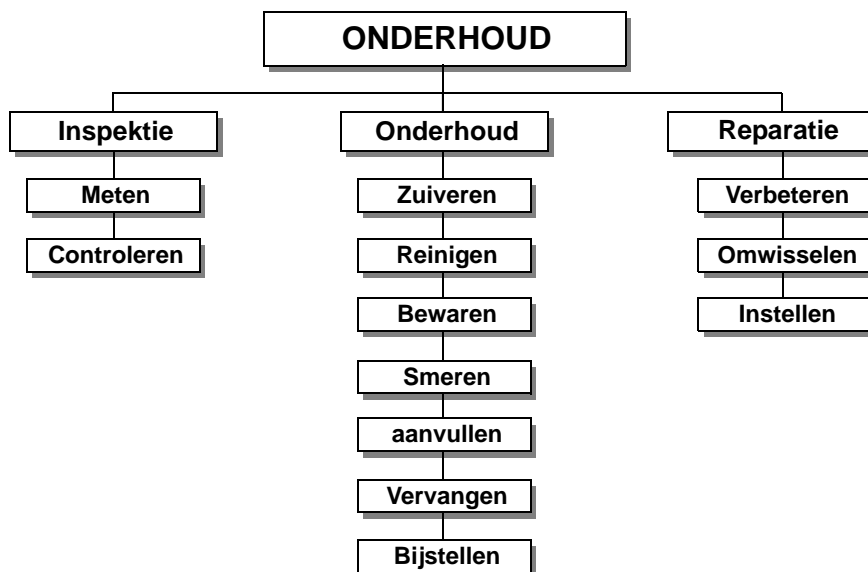 ONDERHOUD
Inspektie
Meten
Controleren
Onderhoud
Zuiveren
Reinigen
Bewaren
Smeren
aanvullen
Vervangen
Bijstellen
Reparatie
Verbeteren
Omwisselen
Instellen